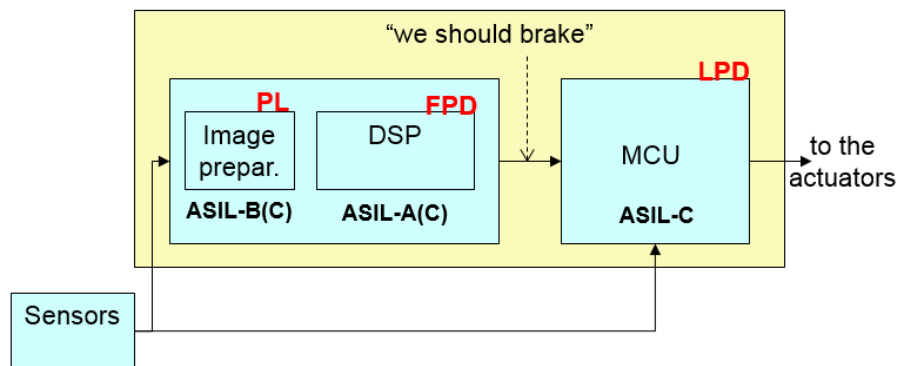 “we should brake”
LPD
PL
FPD
Image
prepar.
DSP
MCU
to the
actuators
ASIL-B(C)
ASIL-A(C)
ASIL-C
Sensors